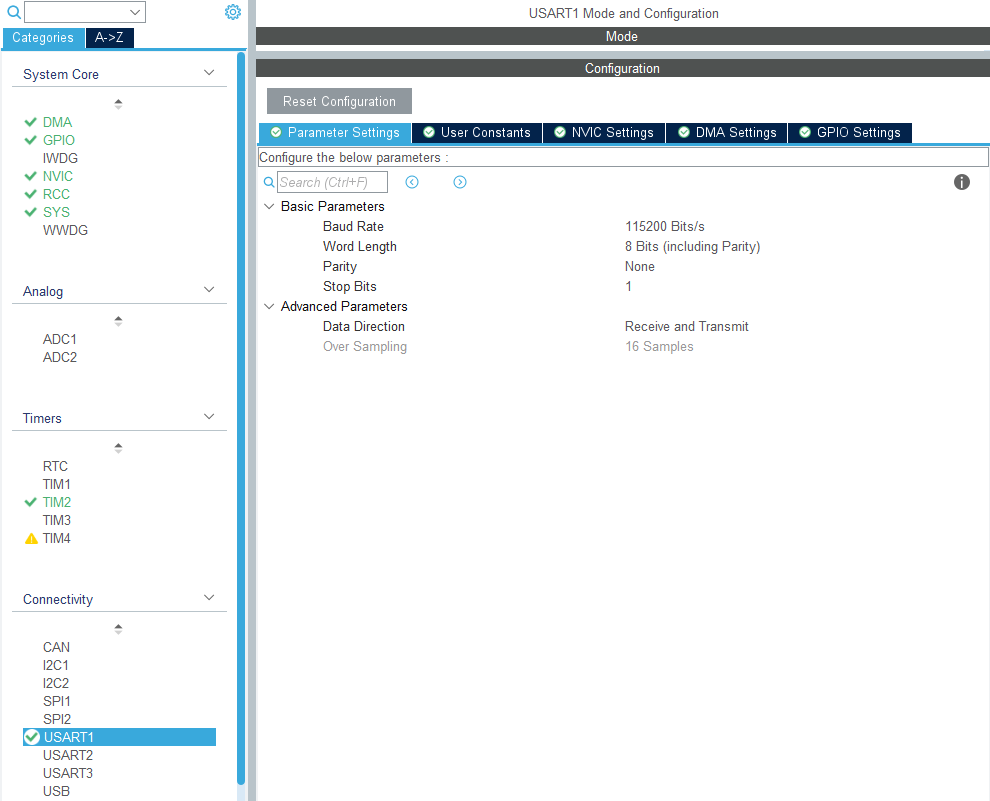 Categories
A->Z
System Core
DMA
GPIO
IWDG
NVIC
RCC
SYS
WWDG
Analog
ADC1
ADC2
Timers
RTC
TIM1
TIM2
TIM3
TIM4
Connectivity
CAN
I2C1
I2C2
SPI1
SPI2
USART1
USART2
USART3
USB
USART1 Mode and Configuration
Mode
Configuration
Reset Configuration
Parameter Settings
User Constants
NVIC Settings
DMA Settings
GPIO Settings
Configure the below parameters :
Search (Ctrl+F)
Basic Parameters
Baud Rate 115200 Bits/s
Word Length 8 Bits (including Parity)
Parity None
Stop Bits 1
Advanced Parameters
Data Direction Receive and Transmit
Over Sampling 16 Samples